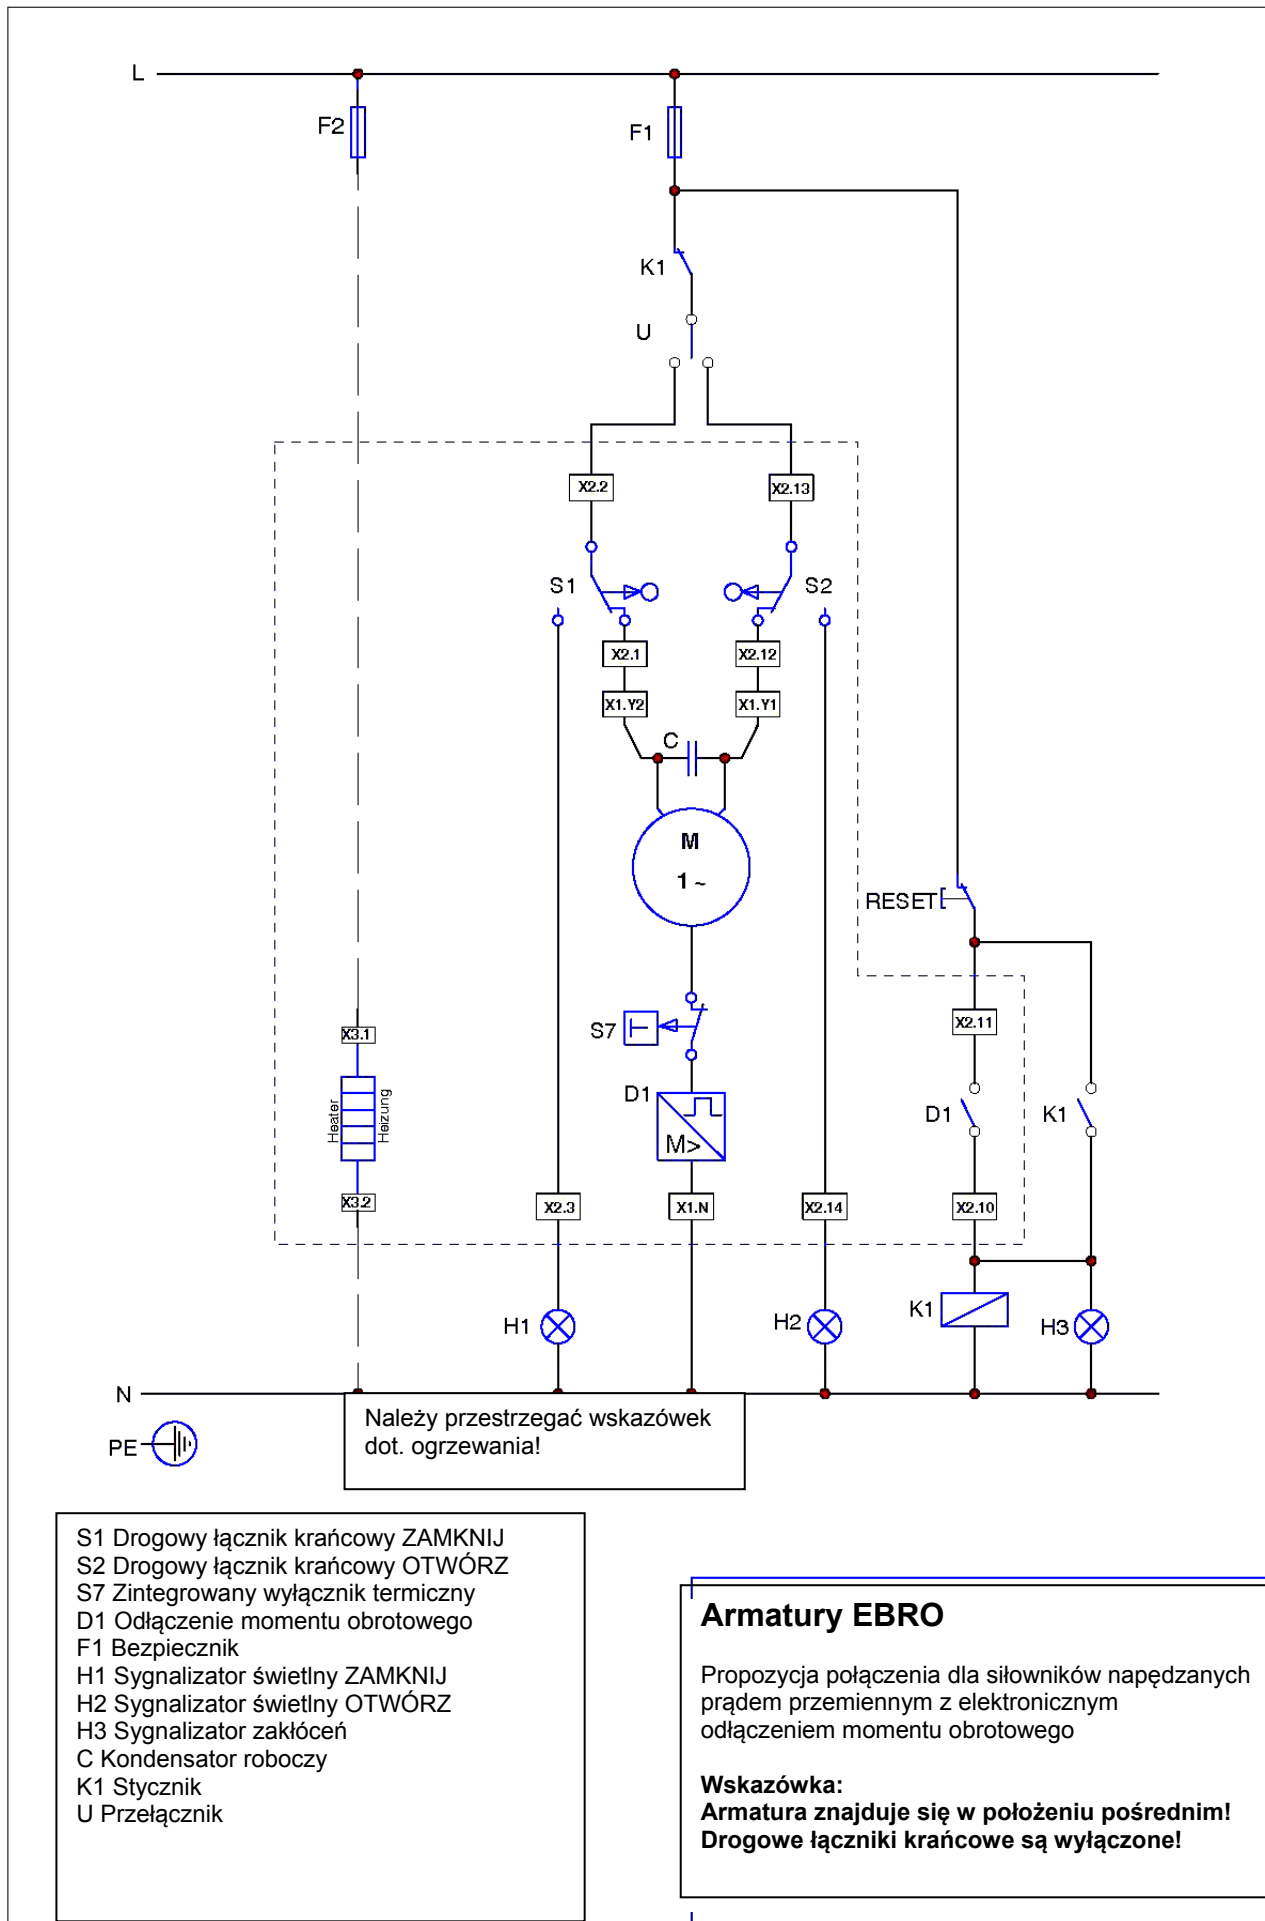 L
F2
F1
K1
U
X2.2
X2.13
S1
S2
X2.1
X2.12
X1.Y2
X1.Y1
C
M
1 ~
RESET
X2.11
S7
X3.1
D1
D1
K1
Heater
Heizung
M>
X3.2
X2.3
X1.N
X2.14
X2.10
K1
H1
H2
H3
N
PE
Należy przestrzegać wskazówek
dot. ogrzewania!
S1 Drogowy łącznik krańcowy ZAMKNIJ
S2 Drogowy łącznik krańcowy OTWÓRZ
S7 Zintegrowany wyłącznik termiczny
D1 Odłączenie momentu obrotowego
F1 Bezpiecznik
H1 Sygnalizator świetlny ZAMKNIJ
H2 Sygnalizator świetlny OTWÓRZ
H3 Sygnalizator zakłóceń
C Kondensator roboczy
K1 Stycznik
U Przełącznik
Armatury EBRO
Propozycja połączenia dla siłowników napędzanych
prądem przemiennym z elektronicznym
odłączeniem momentu obrotowego
Wskazówka:
Armatura znajduje się w położeniu pośrednim!
Drogowe łączniki krańcowe są wyłączone!